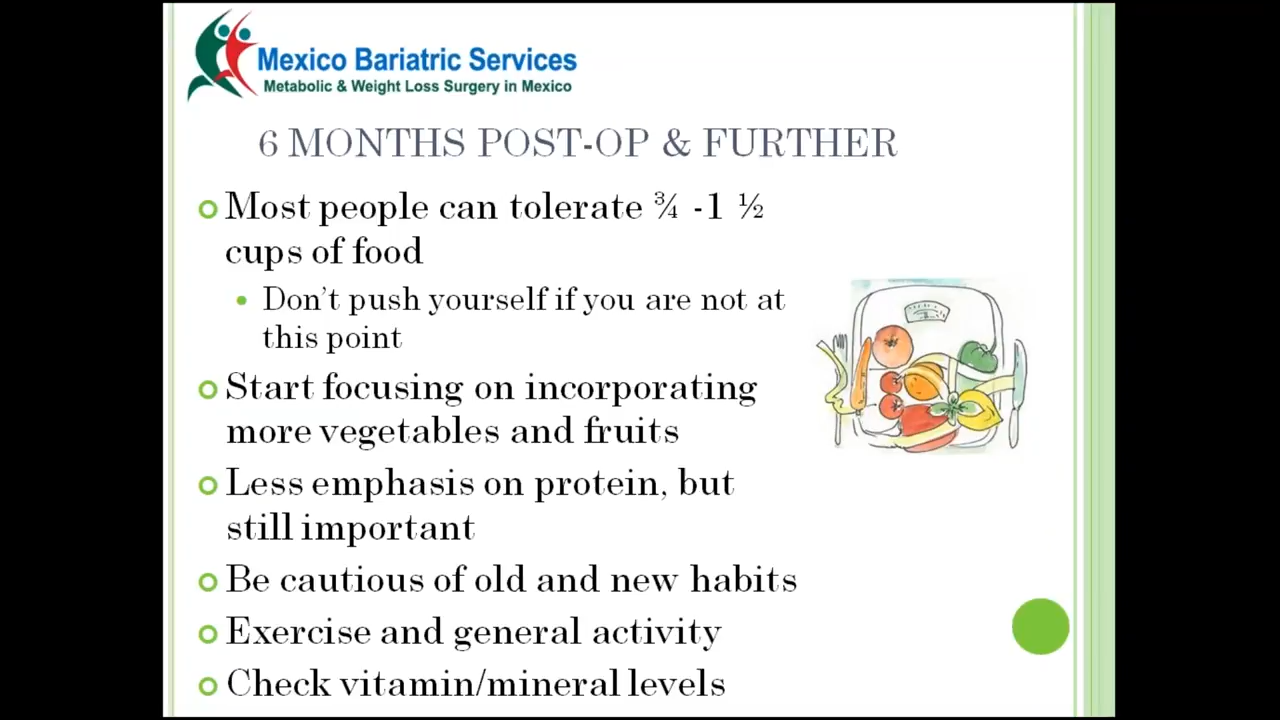 Mexico Bariatric Services
Metabolic & Weight Loss Surgery in Mexico
6 MONTHS POST-OP & FURTHER
Most people can tolerate ¾ -1 ½
cups of food
Don't push yourself if you are not at
this point
Start focusing on incorporating
more vegetables and fruits
Less emphasis on protein, but
still important
Be cautious of old and new habits
Exercise and general activity
Check vitamin/mineral levels